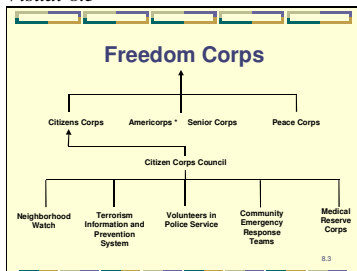 Freedom Corps
Citizens Corps
Americorps *
Senior Corps
Peace Corps
Citizen Corps Council
Neighborhood
Watch
Terrorism
Information and
Prevention
System
Volunteers in
Police Service
Community
Emergency
Response
Teams
Medical
Reserve
Corps
8.3